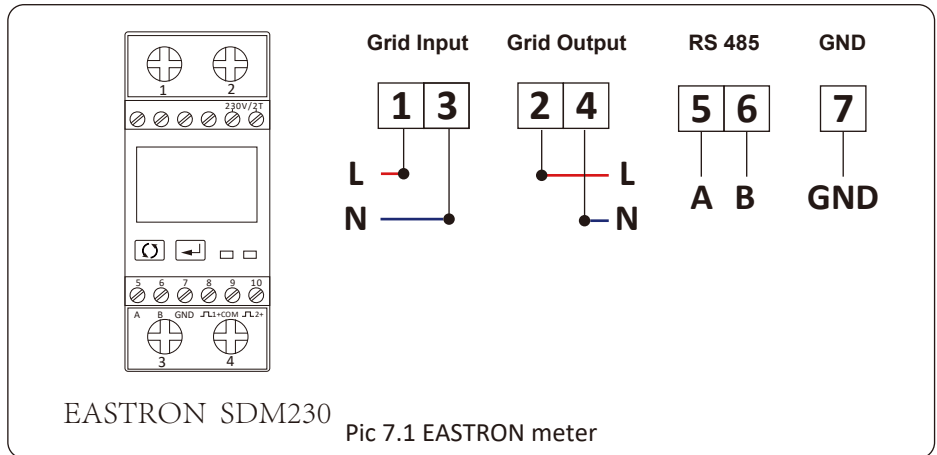 Grid Input Grid Output RS 485 GND
1 2
230V/2T
1 3 2 4 5 6 7
L L
N N
A B GND
5 6 7 8 9 10
A B GND 1+COM 2+
3 4
EASTRON SDM230
Pic 7.1 EASTRON meter